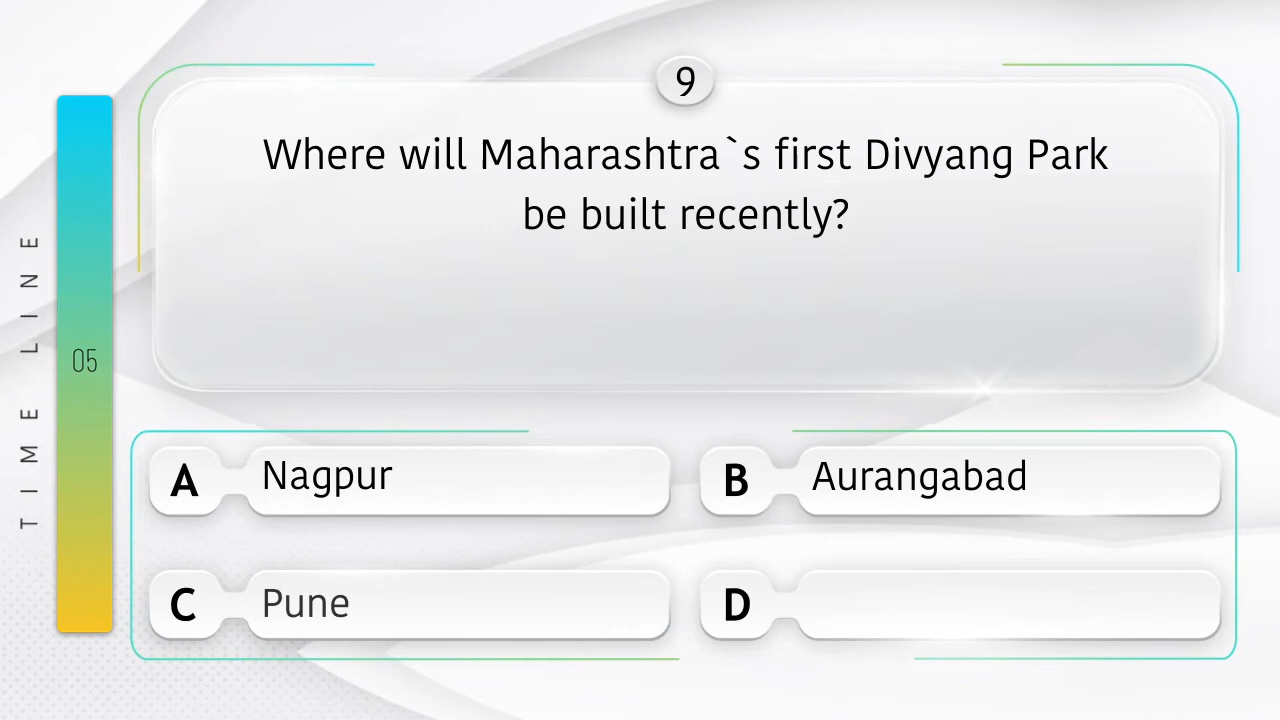 9
Where will Maharashtra`s first Divyang Park
be built recently?
TIME LINE
05
A Nagpur
B Aurangabad
C Pune
D